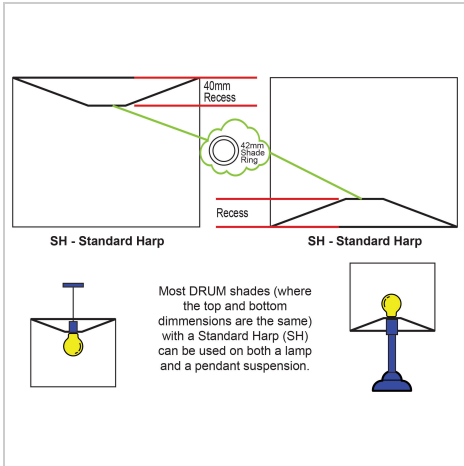 40mm
Recess
42mm
Shade
Ring
Recess
SH - Standard Harp
SH - Standard Harp
Most DRUM shades (where
the top and bottom
dimmensions are the same)
with a Standard Harp (SH)
can be used on both a lamp
and a pendant suspension.